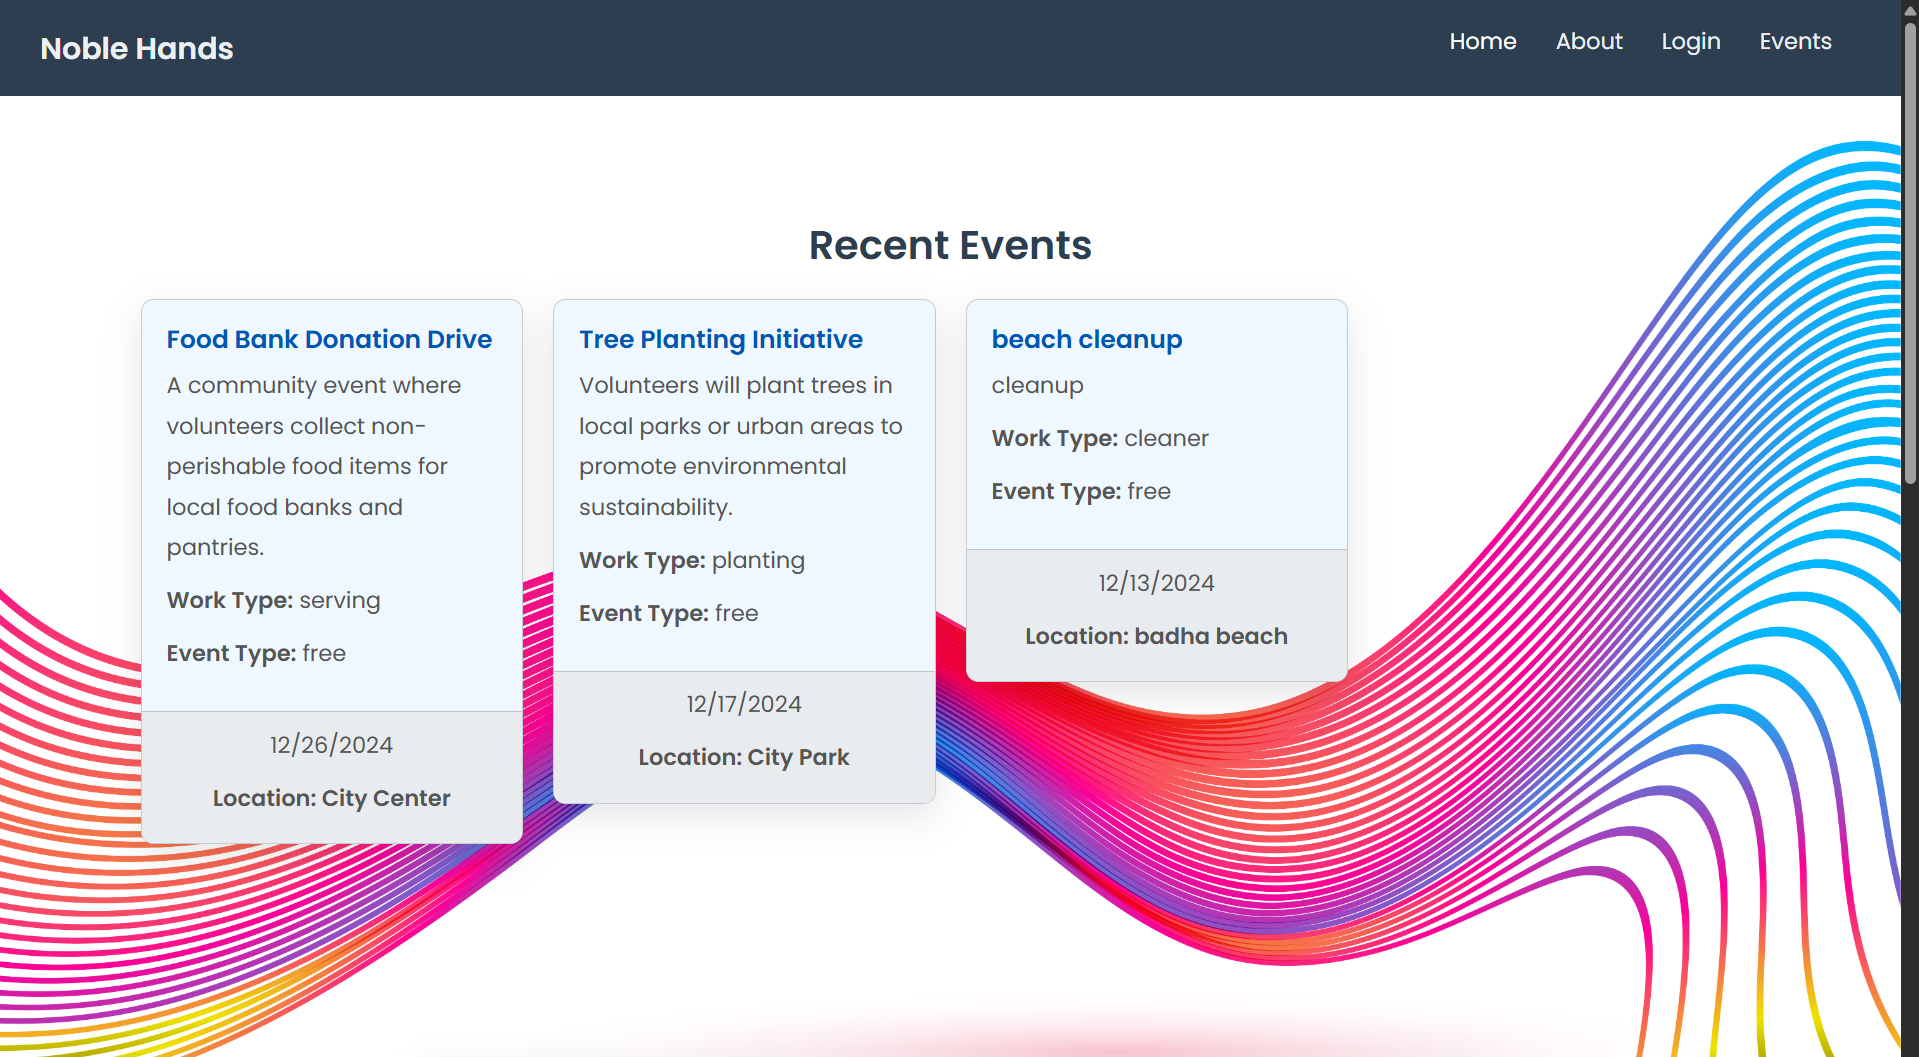 Noble Hands
Home
About
Login
Events
Recent Events
Food Bank Donation Drive
A community event where
volunteers collect non-
perishable food items for
local food banks and
pantries.
Work Type: serving
Event Type: free
12/26/2024
Location: City Center
Tree Planting Initiative
Volunteers will plant trees in
local parks or urban areas to
promote environmental
sustainability.
Work Type: planting
Event Type: free
12/17/2024
Location: City Park
beach cleanup
cleanup
Work Type: cleaner
Event Type: free
12/13/2024
Location: badha beach